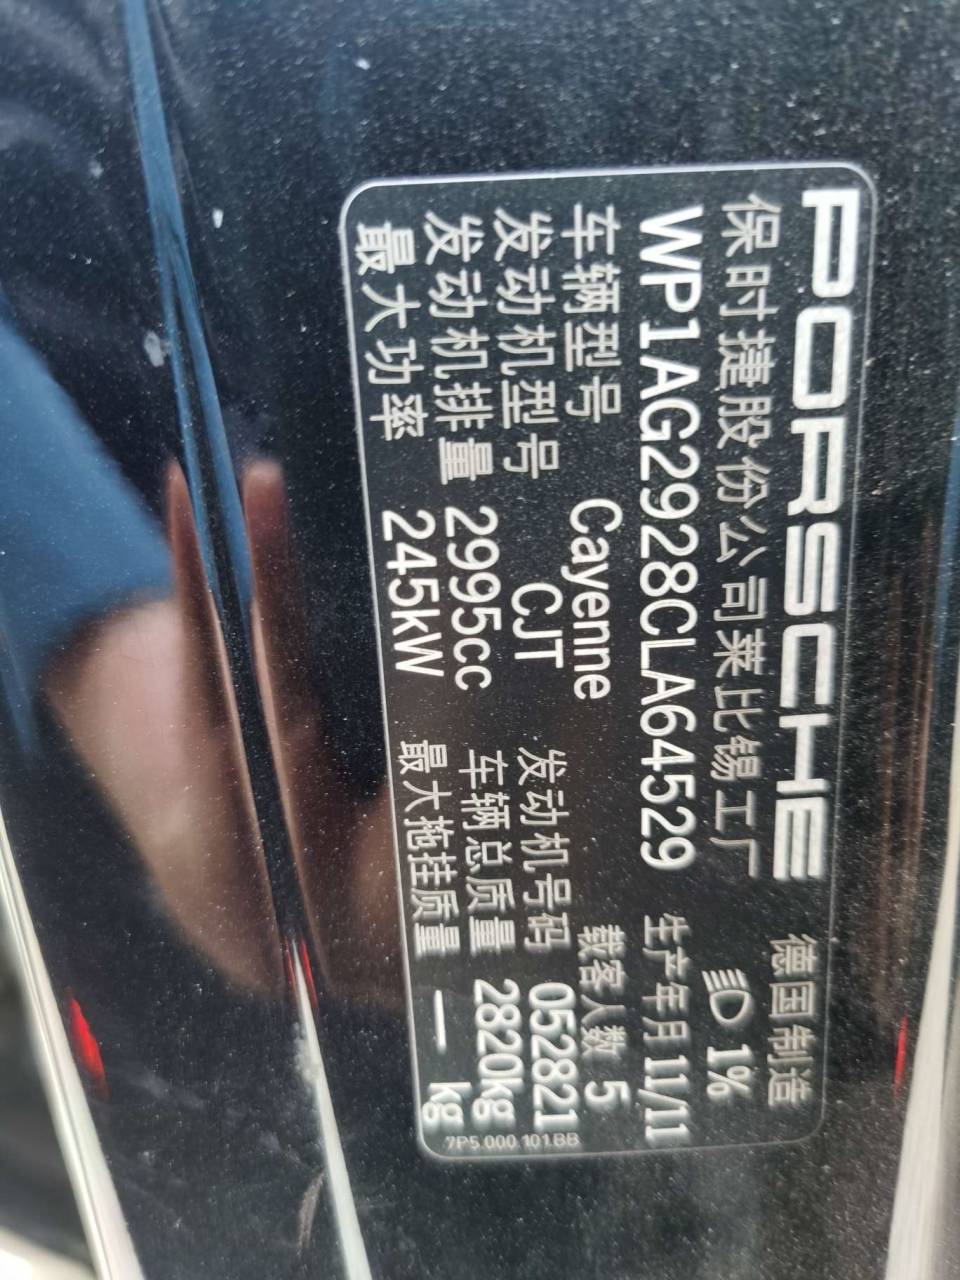 PORSCHE 德国制造
保时捷股份公司莱比锡工厂 1%
WP1AG2928CLA64529 生产年月 11/11
车辆型号 Cayenne 载客人数 5
发动机型号 CJT 发动机号码 052821
发动机排量 2995cc 车辆总质量 2820kg
最大功率 245kW 最大拖挂质量 — kg
7P5.000.101.BB